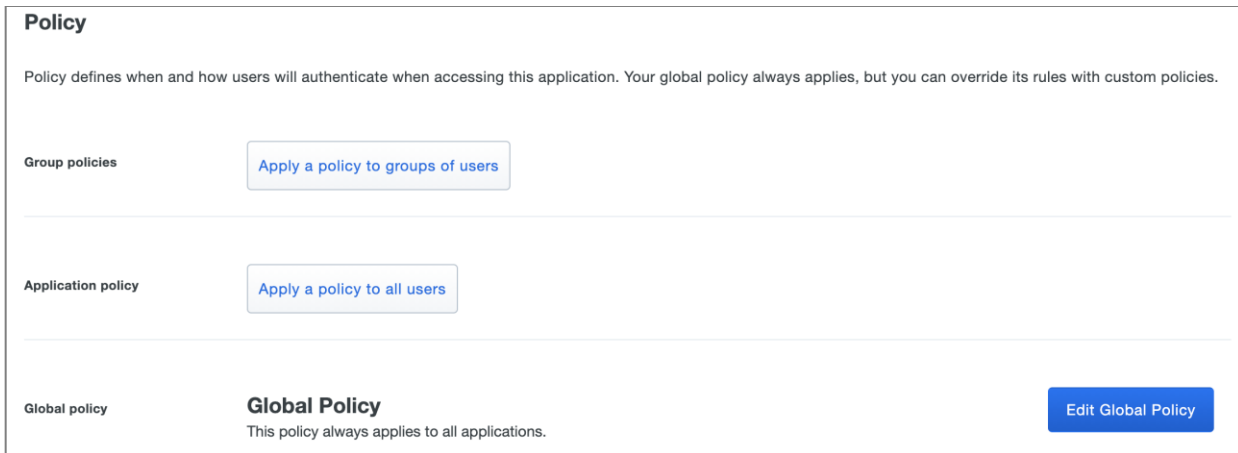 Policy
Policy defines when and how users will authenticate when accessing this application. Your global policy always applies, but you can override its rules with custom policies.
Group policies
Apply a policy to groups of users
Application policy
Apply a policy to all users
Global policy
Global Policy
Edit Global Policy
This policy always applies to all applications.